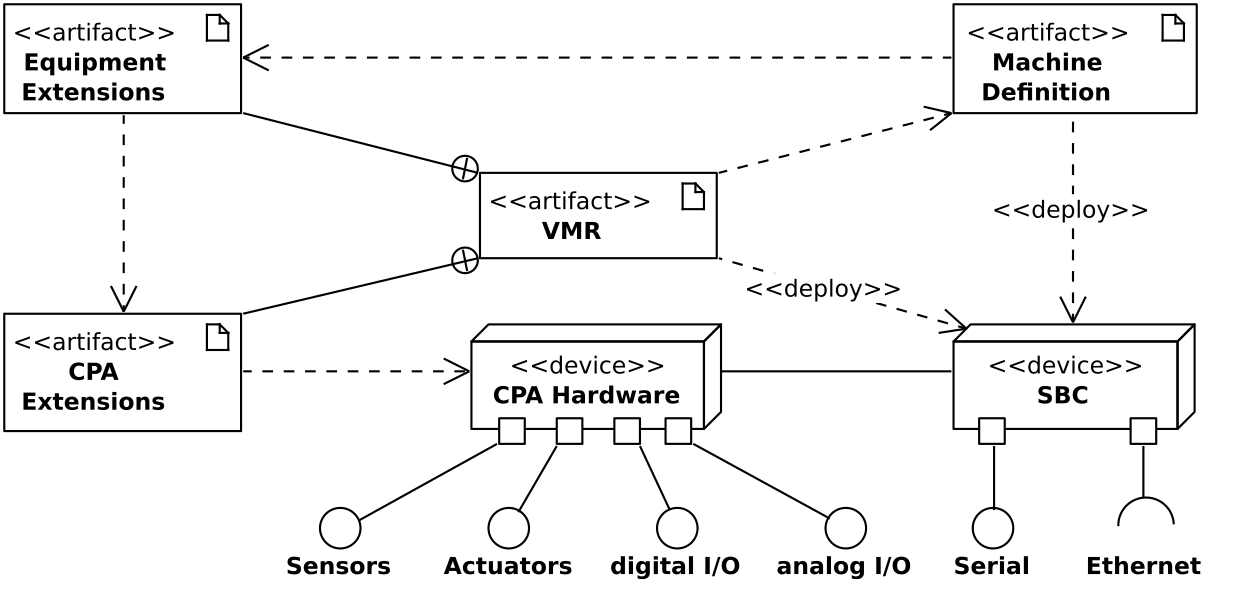 <<artifact>>
Equipment
Extensions
<<artifact>>
Machine
Definition
<<artifact>>
VMR
<<deploy>>
<<deploy>>
<<artifact>>
CPA
Extensions
<<device>>
CPA Hardware
<<device>>
SBC
Sensors
Actuators
digital I/O
analog I/O
Serial
Ethernet